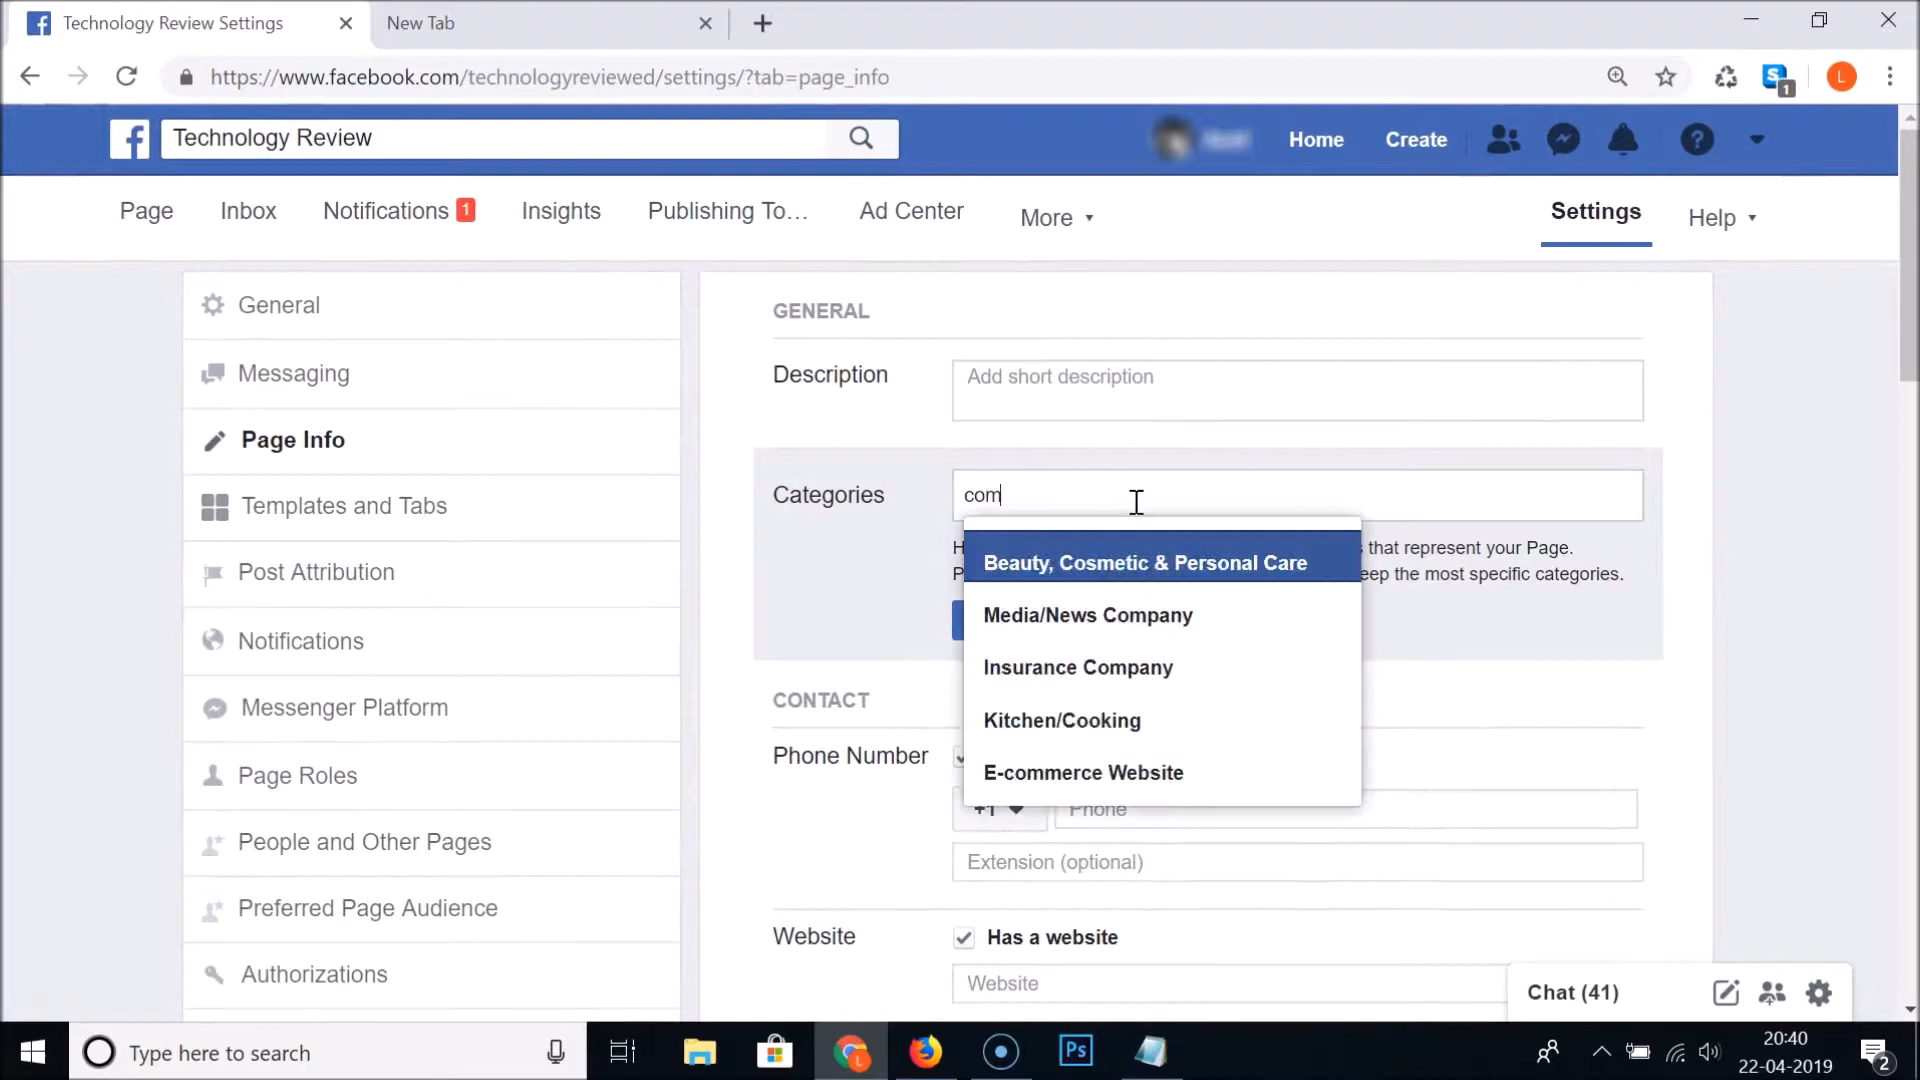 Technology Review Settings
New Tab
https://www.facebook.com/technologyreviewed/settings/?tab=page_info
S
1
L
f
Technology Review
Home
Create
Page
Inbox
Notifications 1
Insights
Publishing To…
Ad Center
More
Settings
Help
General
Messaging
Page Info
Templates and Tabs
Post Attribution
Notifications
Messenger Platform
Page Roles
People and Other Pages
Preferred Page Audience
Authorizations
GENERAL
Description
Add short description
Categories
com
that represent your Page.
eep the most specific categories.
Beauty, Cosmetic & Personal Care
Media/News Company
Insurance Company
Kitchen/Cooking
E-commerce Website
CONTACT
Phone Number
+1
Phone
Extension (optional)
Website
Has a website
Website
Chat (41)
Type here to search
L
Ps
20:40
22-04-2019
2